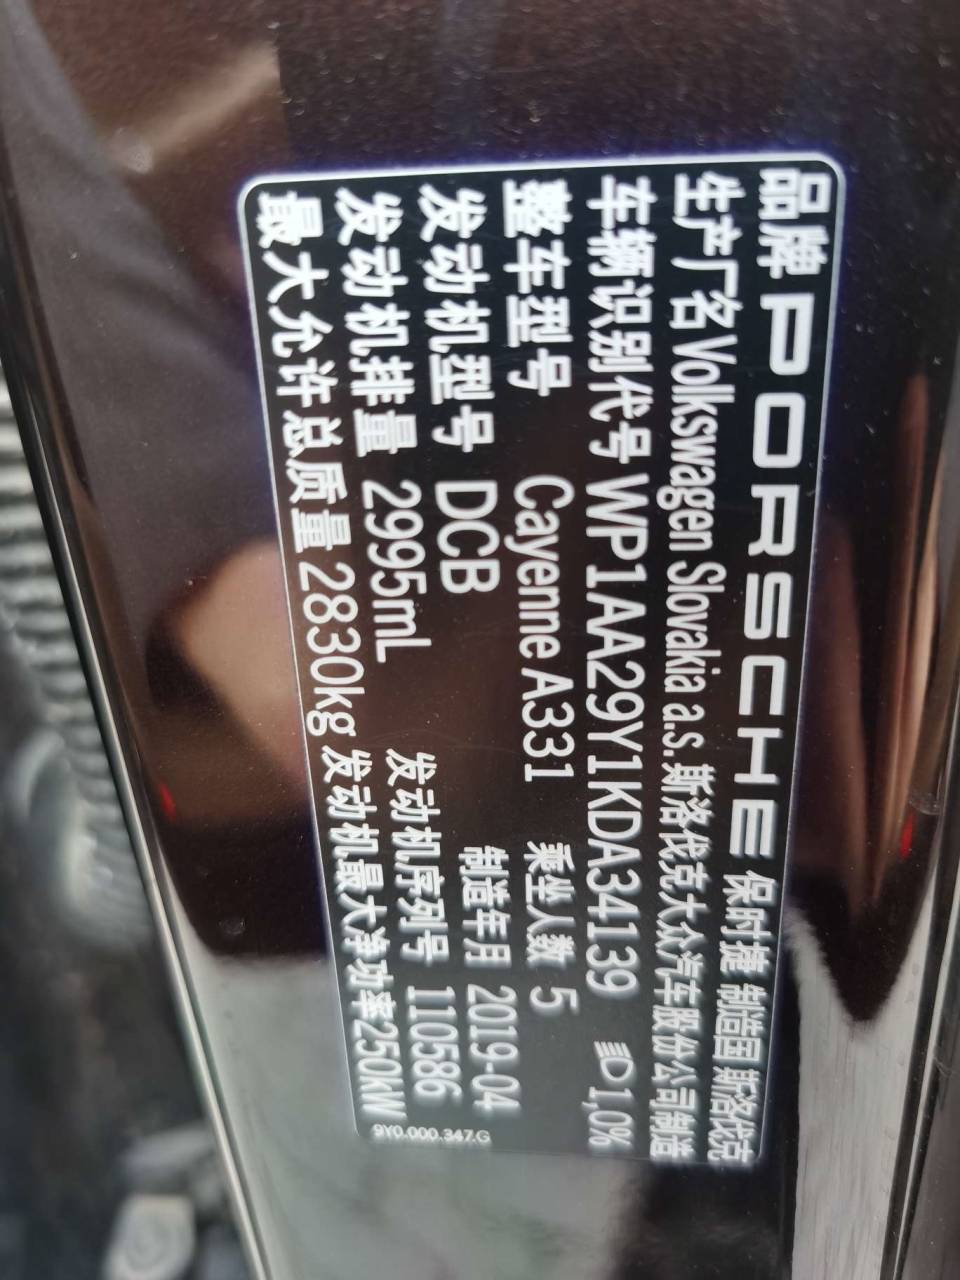 品牌 PORSCHE 保时捷 制造国 斯洛伐克
生产厂名 Volkswagen Slovakia a.s. 斯洛伐克大众汽车股份公司制造
车辆识别代号 WP1AA29Y1KDA34139 1,0%
整车型号 Cayenne A331 乘坐人数 5
发动机型号 DCB 制造年月 2019-04
发动机排量 2995mL 发动机序列号 110586
最大允许总质量 2830kg 发动机最大净功率250kW
9Y0.000.347.G